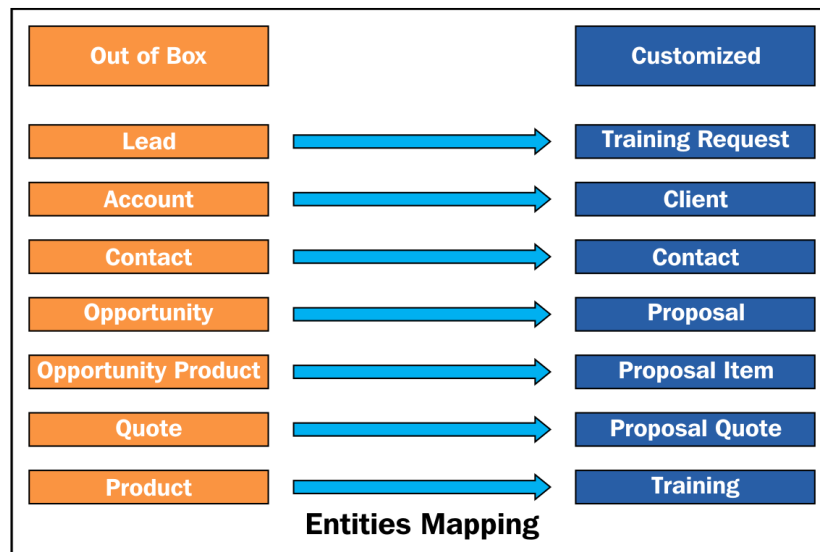 Out of Box
Customized
Lead
Training Request
Account
Client
Contact
Contact
Opportunity
Proposal
Opportunity Product
Proposal Item
Quote
Proposal Quote
Product
Training
Entities Mapping